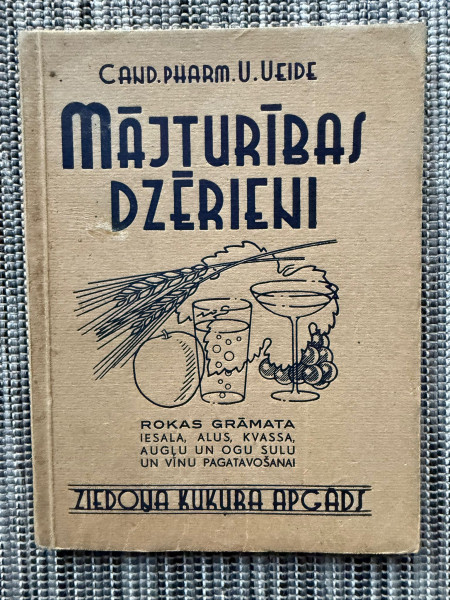 CAND.PHARM.V.VEIDE
MĀJTURĪBAS
DZĒRIENI
ROKAS GRĀMATA
IESALA, ALUS, KVASSA,
AUGĻU UN OGU SULU
UN VĪNU PAGATAVOŠANAI
ZIEDOŅA KUKURA APGĀDS